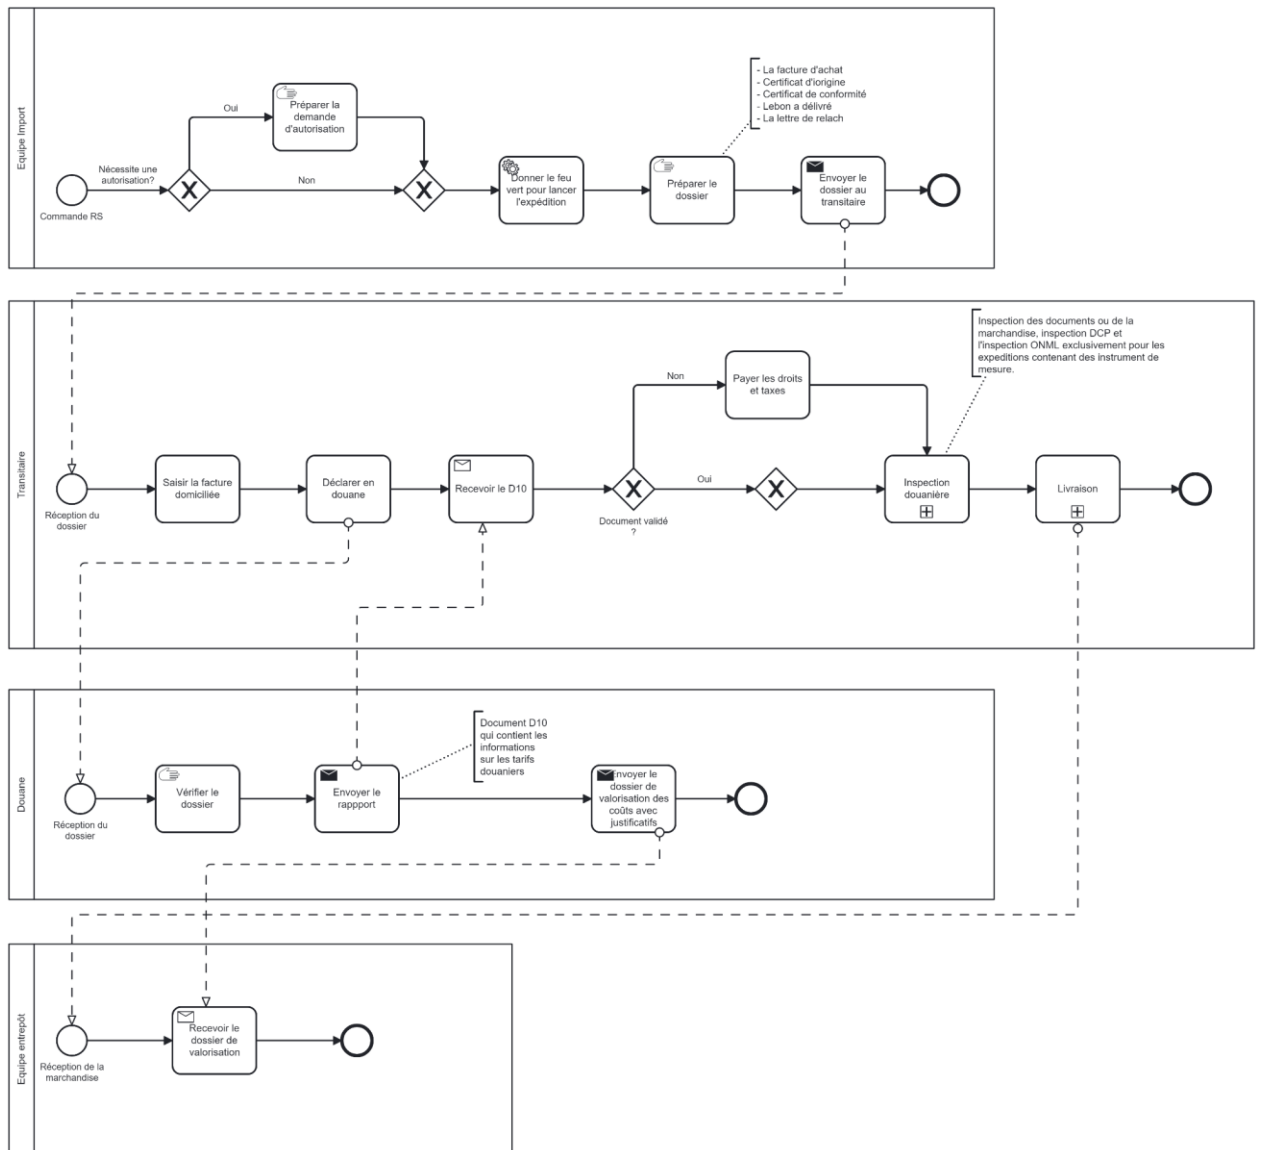 Equipe Import
- La facture d'achat
- Certificat d'iorigine
- Certificat de conformité
- Lebon a délivré
- La lettre de relach
Oui
Préparer la
demande
d'autorisation
Nécessite une
autorisation?
Non
Commande RS
Donner le feu
vert pour lancer
l'expédition
Préparer le
dossier
Envoyer le
dossier au
transitaire
Transitaire
Inspection des documents ou de la
marchandise, inspection DCP et
l'inspection ONML exclusivement pour les
expeditions contenant des instrument de
mesure.
Non
Payer les droits
et taxes
Réception du
dossier
Saisir la facture
domiciliée
Déclarer en
douane
Recevoir le D10
Document validé
?
Oui
Inspection
douanière
Livraison
Douane
Document D10
qui contient les
informations
sur les tarifs
douaniers
Réception du
dossier
Vérifier le
dossier
Envoyer le
rappport
Envoyer le
dossier de
valorisation des
coûts avec
justificatifs
Equipe entrepôt
Réception de la
marchandise
Recevoir le
dossier de
valorisation